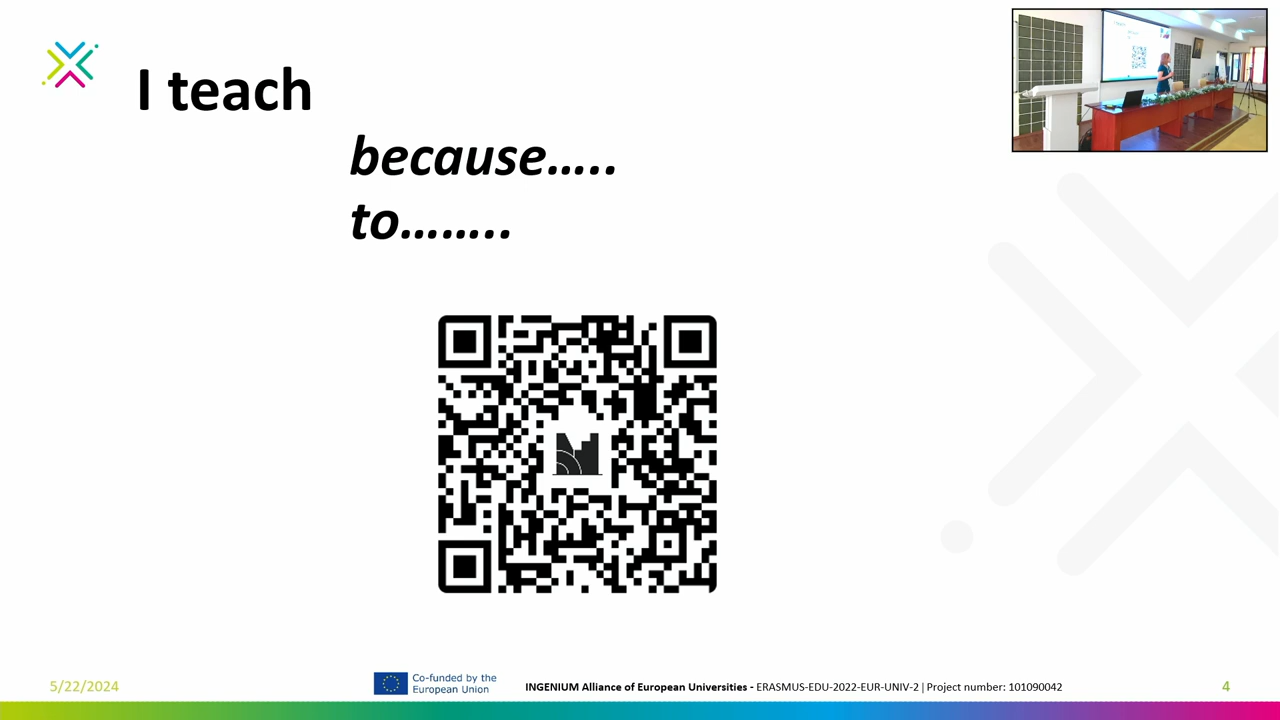 I teach
because…..
to……..
5/22/2024
Co-funded by the
European Union
INGENIUM Alliance of European Universities - ERASMUS-EDU-2022-EUR-UNIV-2 | Project number: 101090042
4